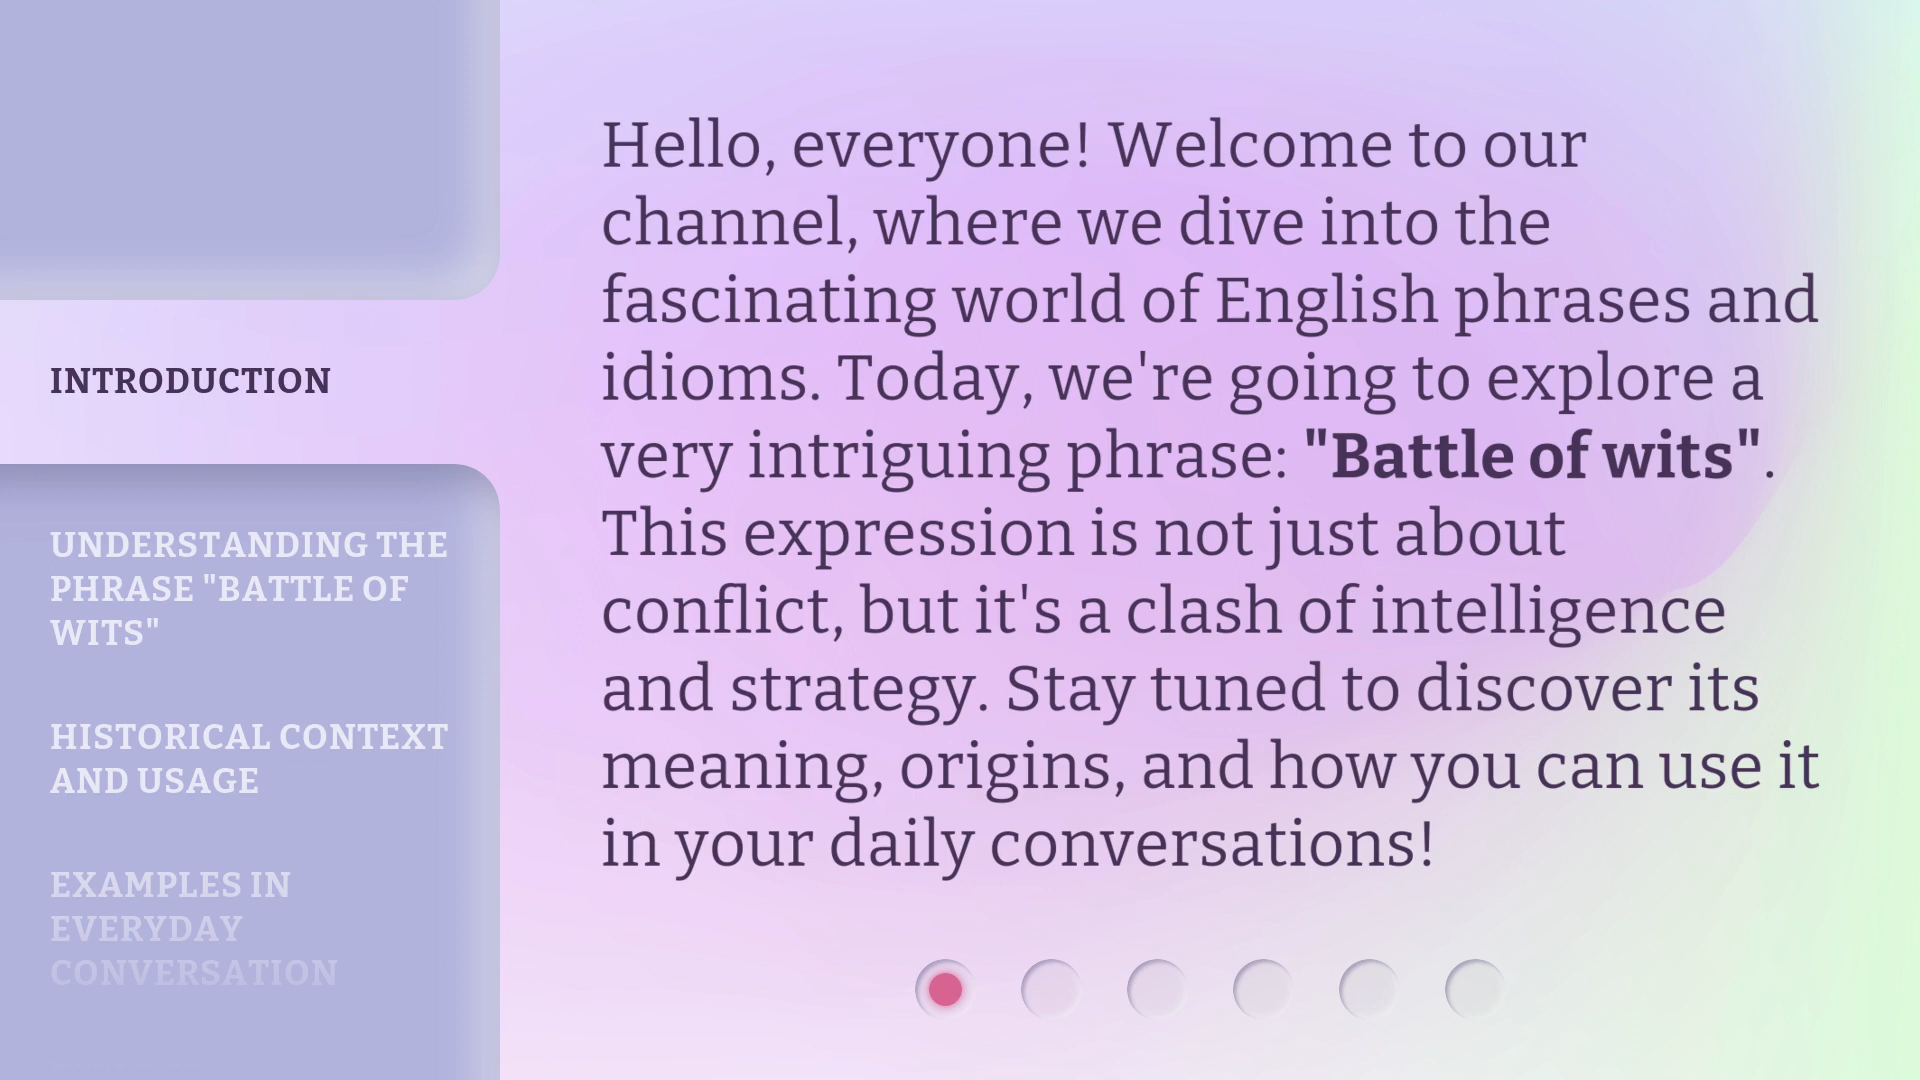 INTRODUCTION
UNDERSTANDING THE
PHRASE "BATTLE OF
WITS"
HISTORICAL CONTEXT
AND USAGE
EXAMPLES IN
EVERYDAY
CONVERSATION
Hello, everyone! Welcome to our
channel, where we dive into the
fascinating world of English phrases and
idioms. Today, we're going to explore a
very intriguing phrase: "Battle of wits".
This expression is not just about
conflict, but it's a clash of intelligence
and strategy. Stay tuned to discover its
meaning, origins, and how you can use it
in your daily conversations!